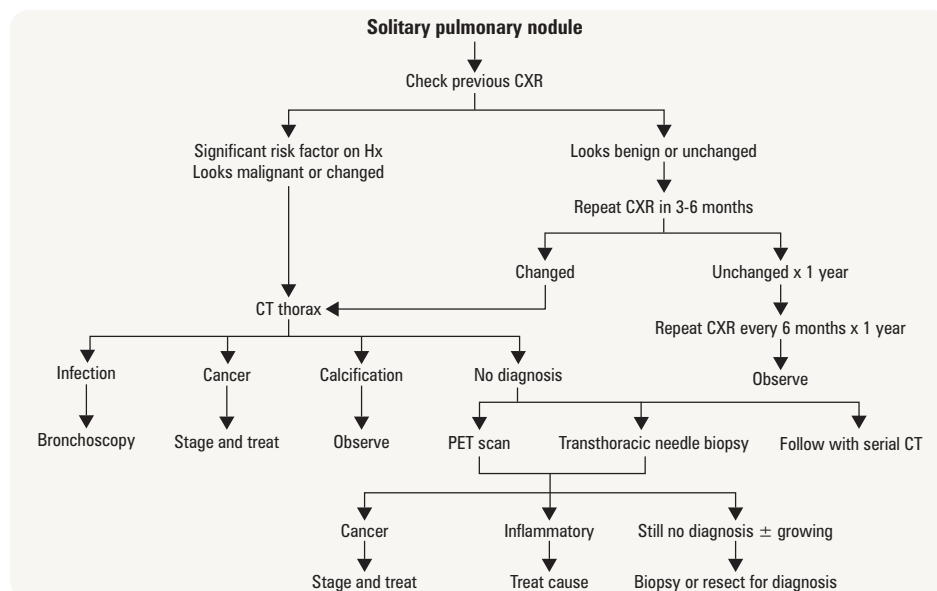 Solitary pulmonary nodule
Check previous CXR
Significant risk factor on Hx
Looks malignant or changed
Looks benign or unchanged
Repeat CXR in 3-6 months
Changed
Unchanged x 1 year
CT thorax
Repeat CXR every 6 months x 1 year
Infection
Cancer
Calcification
No diagnosis
Observe
Bronchoscopy
Stage and treat
Observe
PET scan
Transthoracic needle biopsy
Follow with serial CT
Cancer
Inflammatory
Still no diagnosis ± growing
Stage and treat
Treat cause
Biopsy or resect for diagnosis